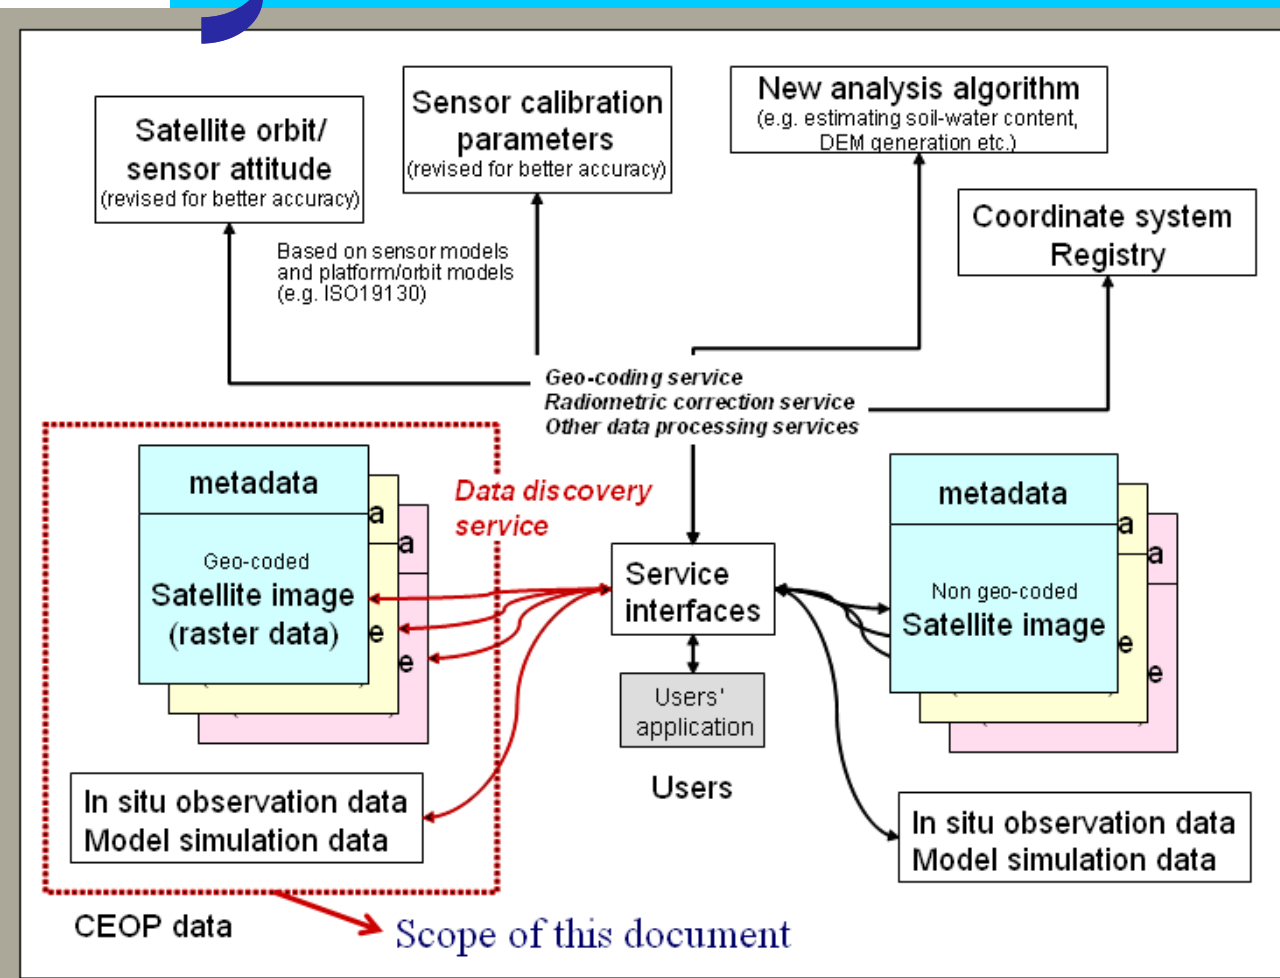 Satellite orbit/
sensor attitude
(revised for better accuracy)
Sensor calibration
parameters
(revised for better accuracy)
New analysis algorithm
(e.g. estimating soil-water content,
DEM generation etc.)
Coordinate system
Registry
Based on sensor models
and platform/orbit models
(e.g. ISO19130)
Geo-coding service
Radiometric correction service
Other data processing services
metadata
Geo-coded
Satellite image
(raster data)
a
e
a
e
Data discovery
service
Service
interfaces
Users'
application
Users
metadata
Non geo-coded
Satellite image
a
e
a
e
In situ observation data
Model simulation data
In situ observation data
Model simulation data
CEOP data
Scope of this document